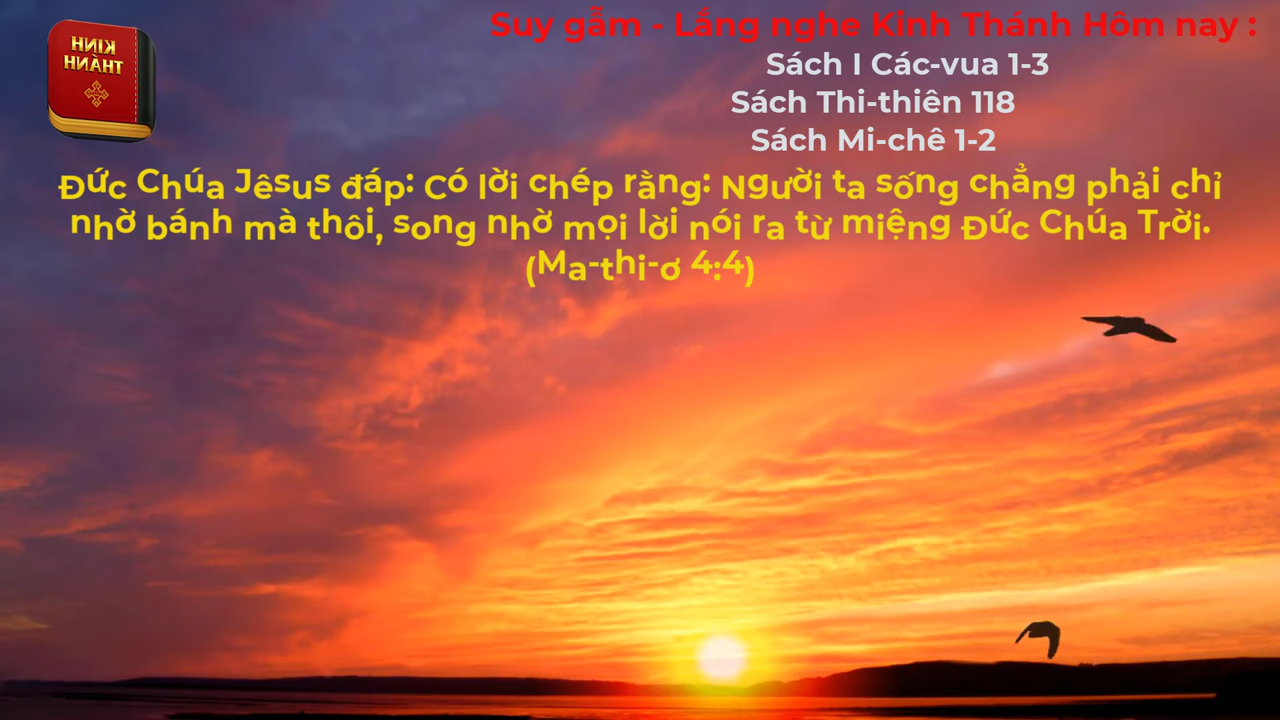 Suy gẫm - Lắng nghe Kinh Thánh Hôm nay :
Sách I Các-vua 1-3
Sách Thi-thiên 118
Sách Mi-chê 1-2
KINH
THÁNH
Đức Chúa Jêsus đáp: Có lời chép rằng: Người ta sống chẳng phải chỉ
nhờ bánh mà thôi, song nhờ mọi lời nói ra từ miệng Đức Chúa Trời.
(Ma-thi-ơ 4:4)